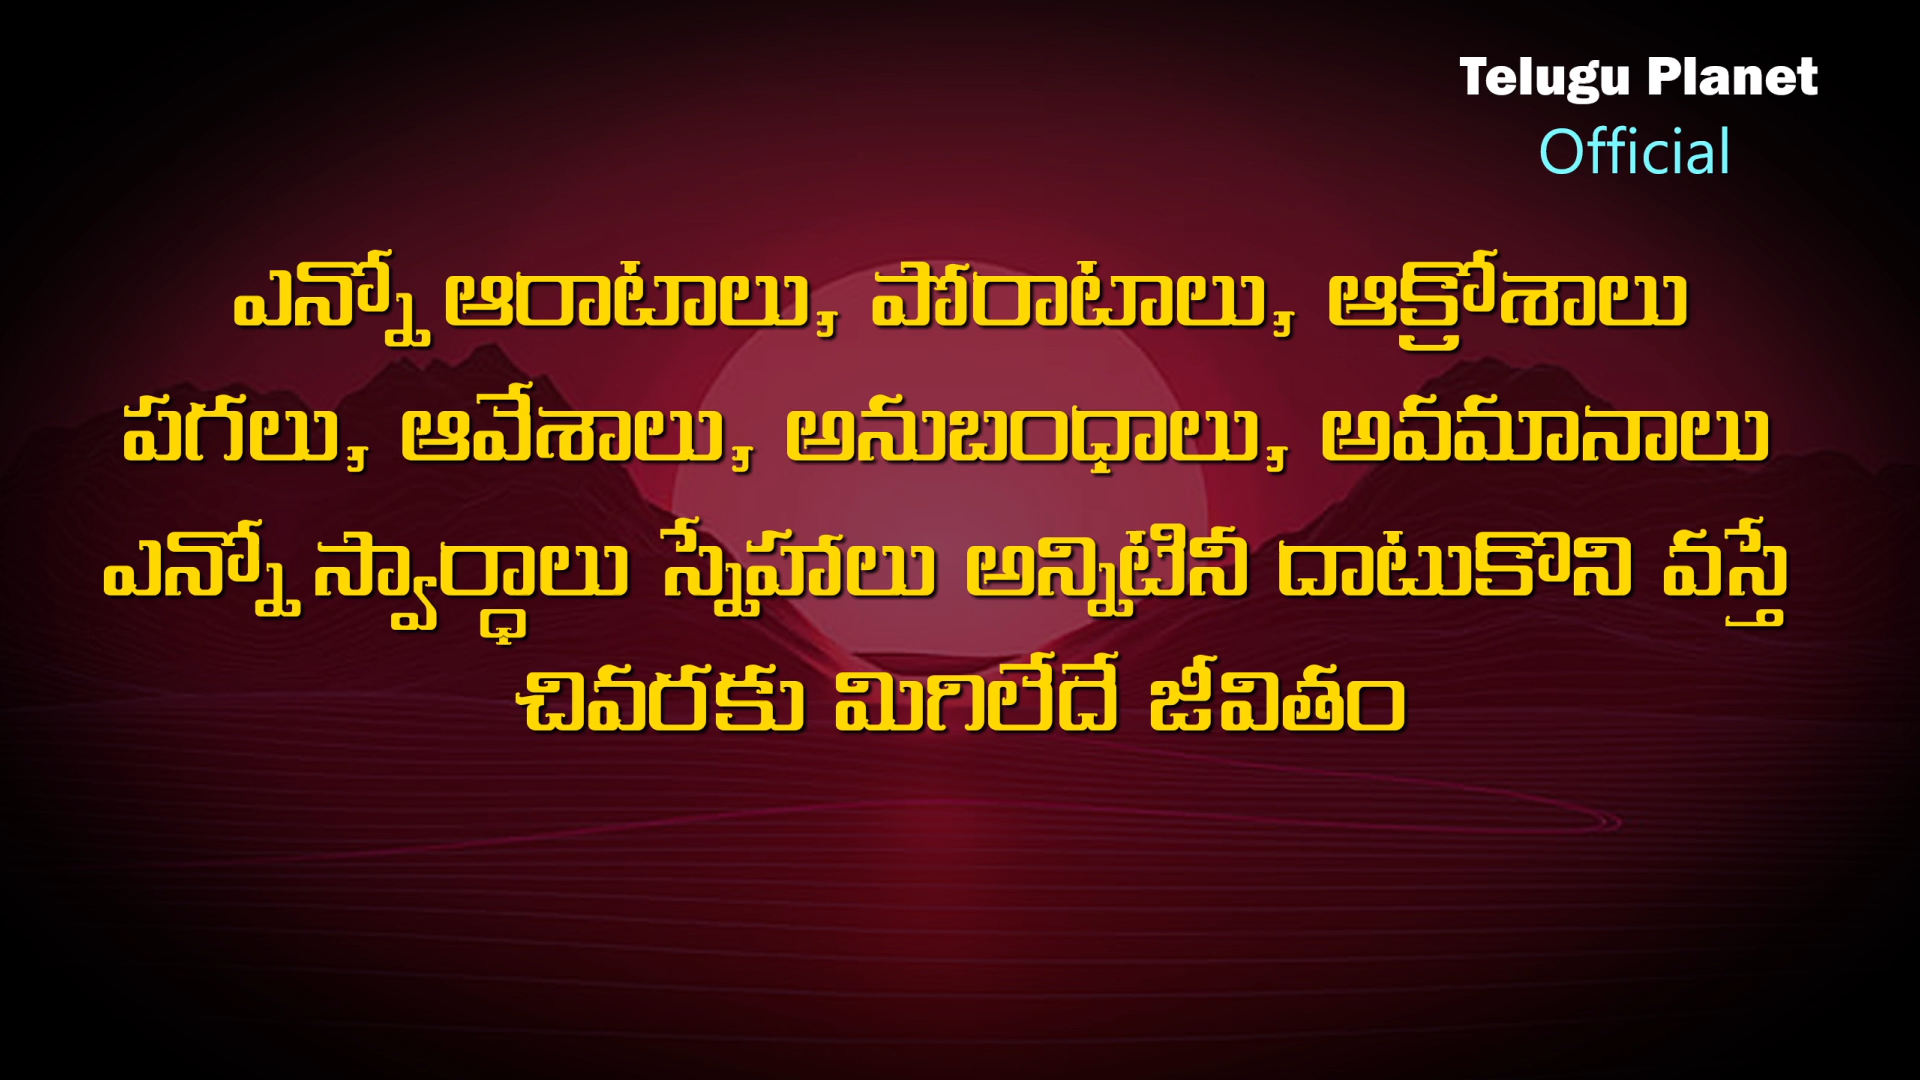 Telugu Planet
Official
ఎన్నో ఆరాటాలు, పోరాటాలు, ఆక్రోశాలు
పగలు, ఆవేశాలు, అనుబంధాలు, అవమానాలు
ఎన్నో స్వార్ధాలు స్నేహాలు అన్నిటినీ దాటుకొని వస్తే
చివరకు మిగిలేదే జీవితం